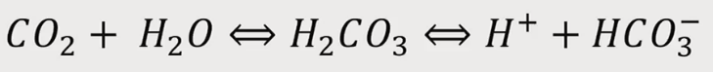 CO₂ + H₂O ⇔ H₂CO₃ ⇔ H⁺ + HCO₃⁻